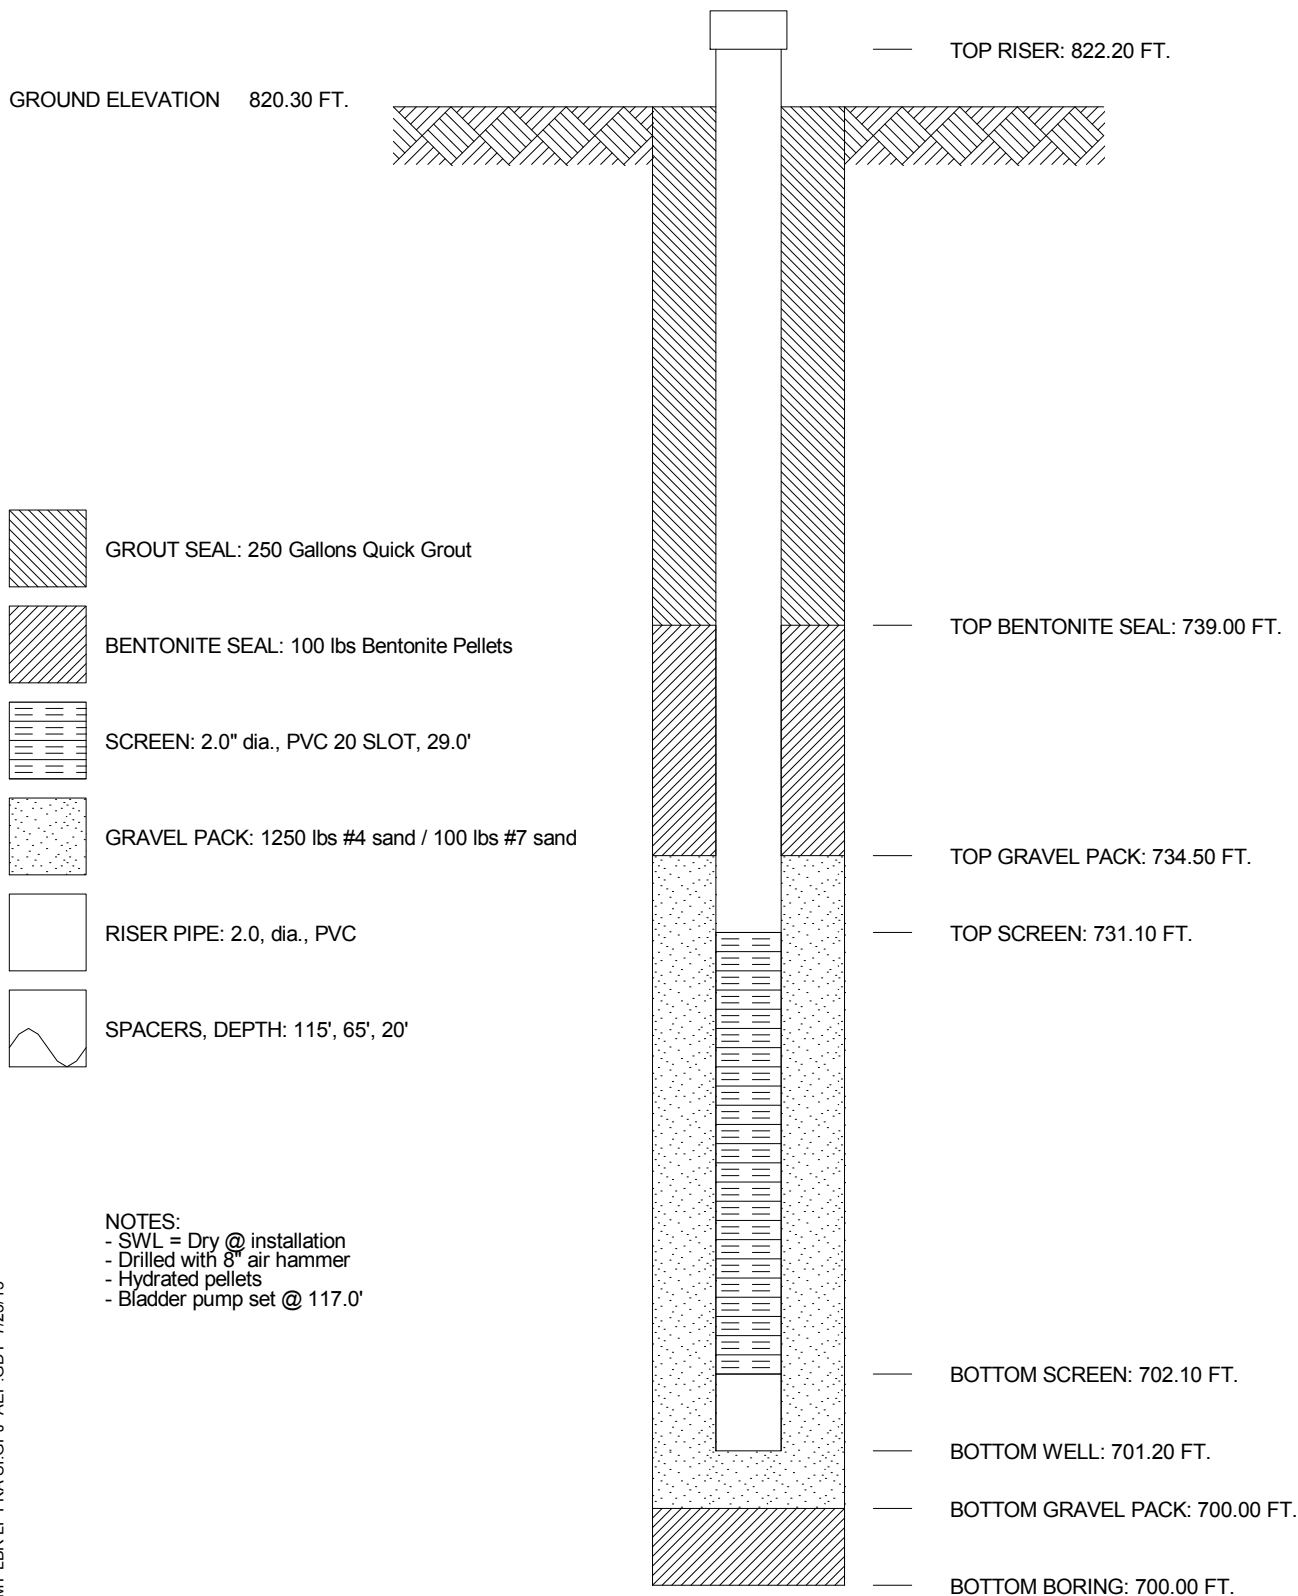 TOP RISER: 822.20 FT.
GROUND ELEVATION 820.30 FT.
GROUT SEAL: 250 Gallons Quick Grout
TOP BENTONITE SEAL: 739.00 FT.
BENTONITE SEAL: 100 lbs Bentonite Pellets
SCREEN: 2.0" dia., PVC 20 SLOT, 29.0'
GRAVEL PACK: 1250 lbs #4 sand / 100 lbs #7 sand
TOP GRAVEL PACK: 734.50 FT.
RISER PIPE: 2.0, dia., PVC
TOP SCREEN: 731.10 FT.
SPACERS, DEPTH: 115', 65', 20'
NOTES:
- SWL = Dry @ installation
- Drilled with 8" air hammer
- Hydrated pellets
- Bladder pump set @ 117.0'
BOTTOM SCREEN: 702.10 FT.
BOTTOM WELL: 701.20 FT.
BOTTOM GRAVEL PACK: 700.00 FT.
BOTTOM BORING: 700.00 FT.